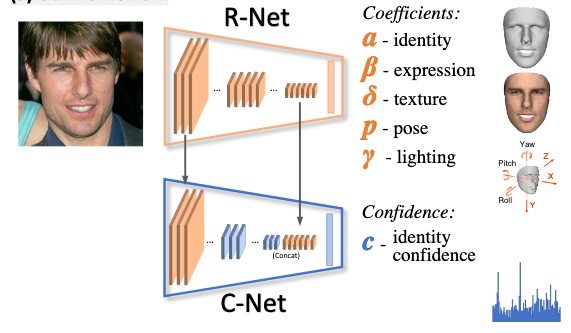 R-Net
Coefficients:
α - identity
β - expression
δ - texture
p - pose
γ - lighting
...
...
Yaw
Pitch
Z
X
Roll
Y
Confidence:
c - identity
confidence
...
...
(Concat)
C-Net